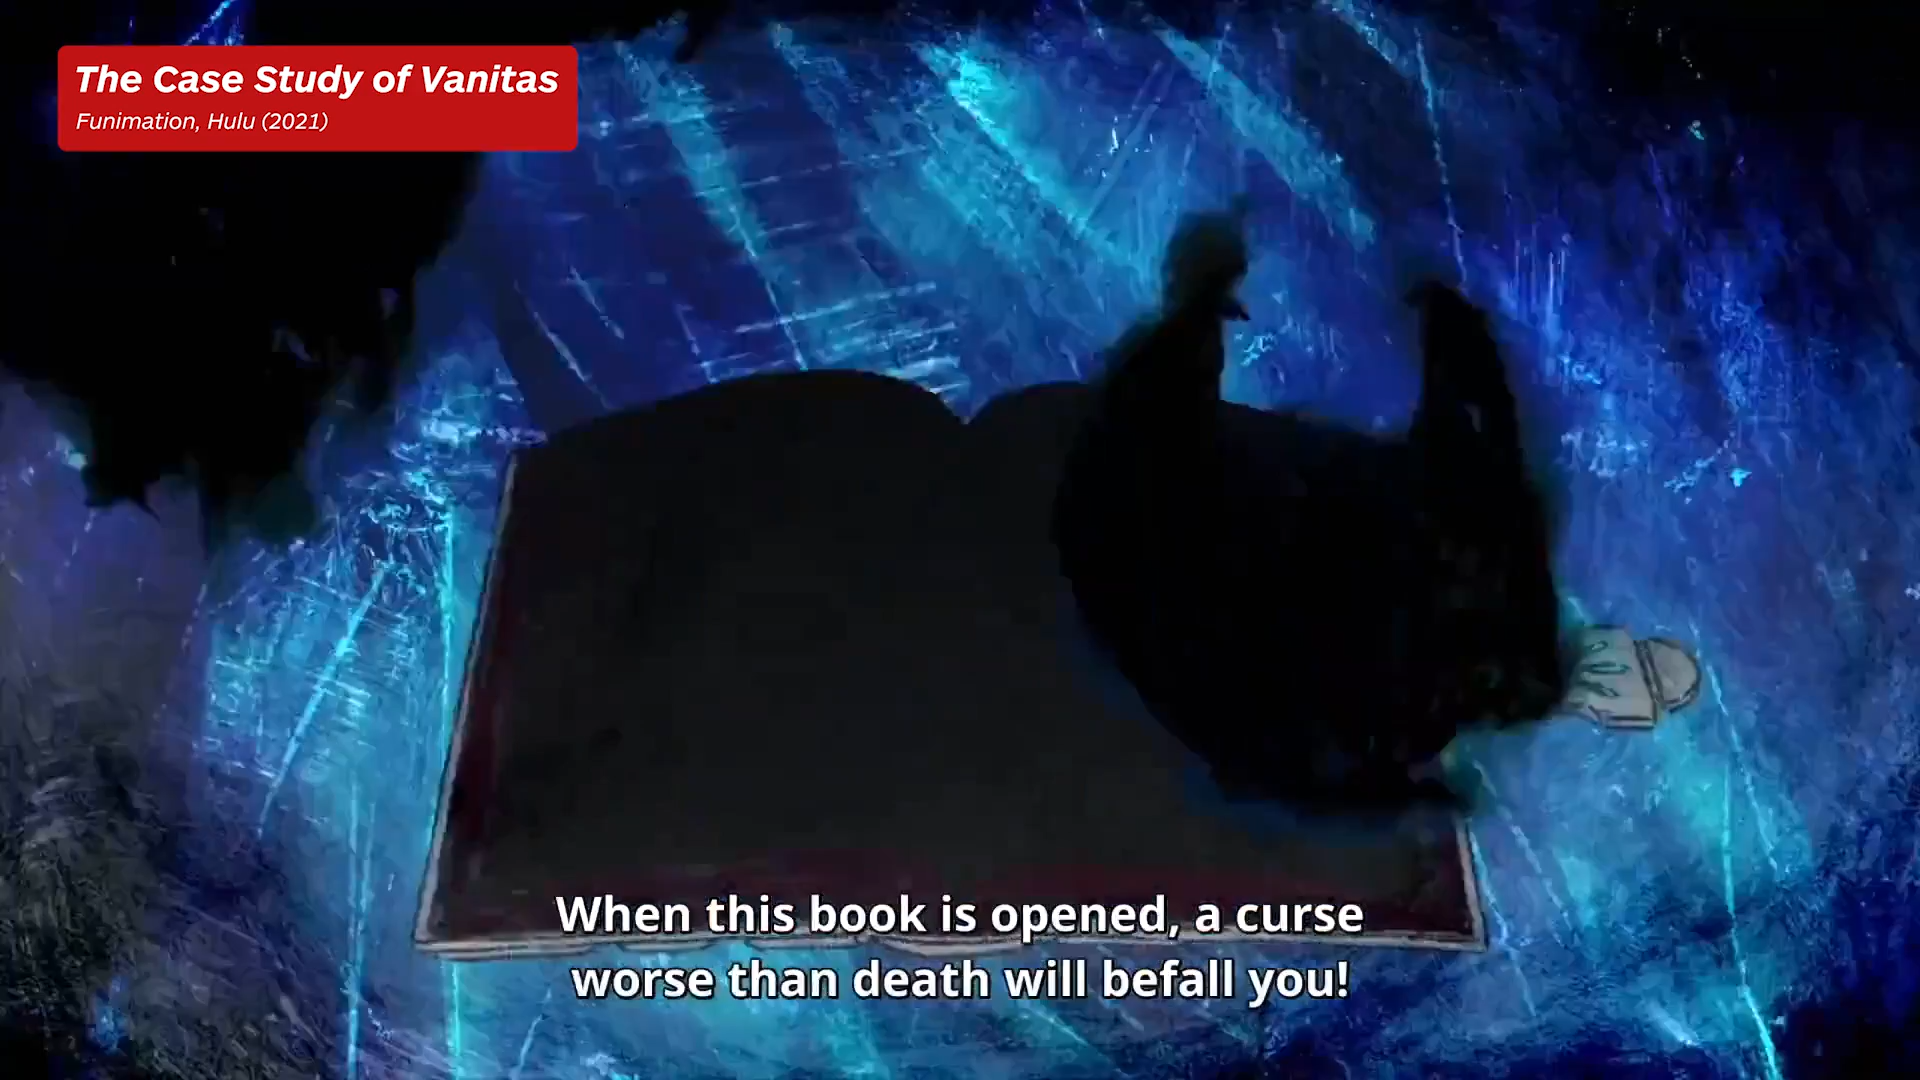 The Case Study of Vanitas
Funimation, Hulu (2021)
When this book is opened, a curse
worse than death will befall you!